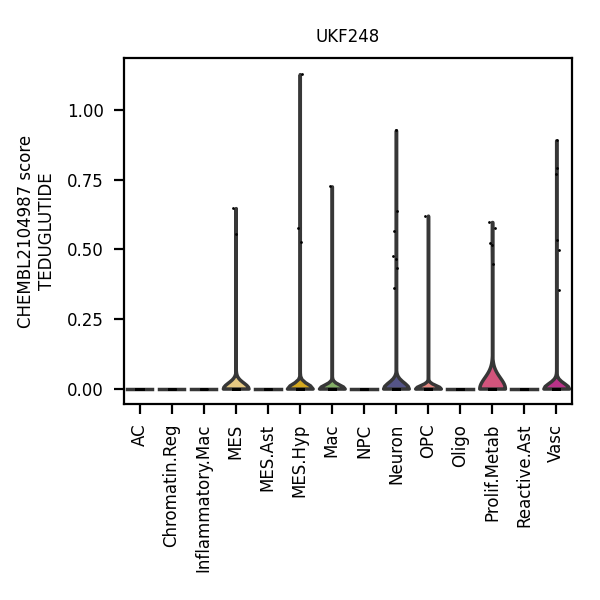 UKF248
CHEMBL2104987 score
TEDUGLUTIDE
1.00
0.75
0.50
0.25
0.00
AC
Chromatin.Reg
Inflammatory.Mac
MES
MES.Ast
MES.Hyp
Mac
NPC
Neuron
OPC
Oligo
Prolif.Metab
Reactive.Ast
Vasc